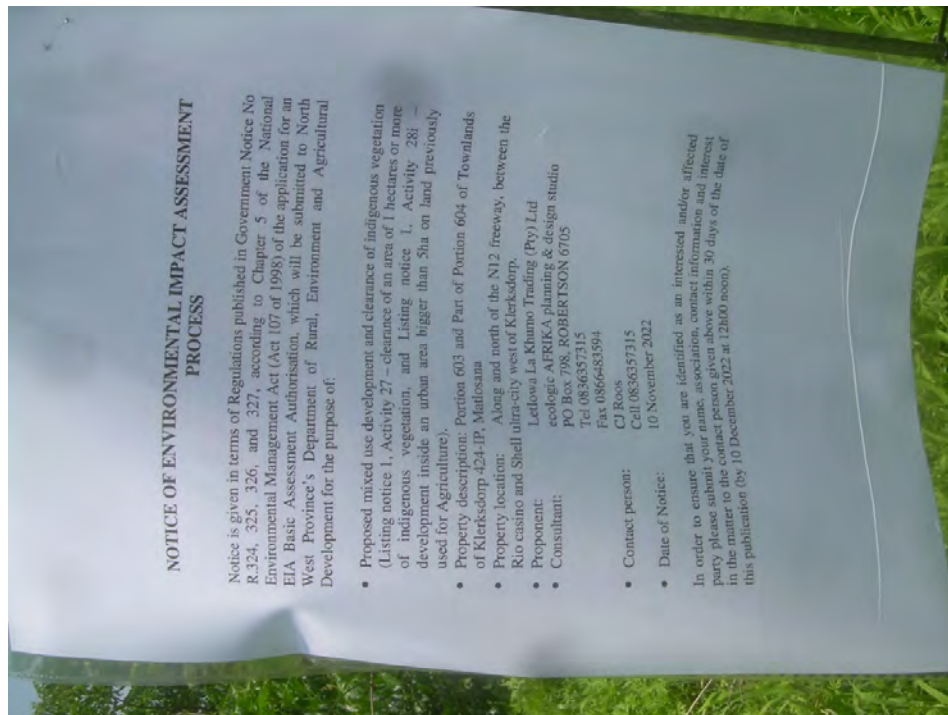 NOTICE OF ENVIRONMENTAL IMPACT ASSESSMENT
PROCESS
Notice is given in terms of Regulations published in Government Notice No
R.324, 325, 326, and 327, according to Chapter 5 of the National
Environmental Management Act (Act 107 of 1998) of the application for an
EIA Basic Assessment Authorisation, which will be submitted to North
West Province's Department of Rural, Environment and Agricultural
Development for the purpose of:
• Proposed mixed use development and clearance of indigenous vegetation
(Listing notice 1, Activity 27 – clearance of an area of 1 hectares or more
of indigenous vegetation, and Listing notice 1, Activity 28i –
development inside an urban area bigger than 5ha on land previously
used for Agriculture).
• Property description: Portion 603 and Part of Portion 604 of Townlands
of Klerksdorp 424-IP, Matlosana
• Property location: Along and north of the N12 freeway, between the
Rio casino and Shell ultra-city west of Klerksdorp.
• Proponent: Letlowa La Khumo Trading (Pty) Ltd
• Consultant: ecologic AFRIKA planning & design studio
PO Box 798, ROBERTSON 6705
Tel 0836357315
Fax 0866483594
• Contact person: CJ Roos
Cell 0836357315
• Date of Notice: 10 November 2022
In order to ensure that you are identified as an interested and/or affected
party please submit your name, association, contact information and interest
in the matter to the contact person given above within 30 days of the date of
this publication (by 10 December 2022 at 12h00 noon).